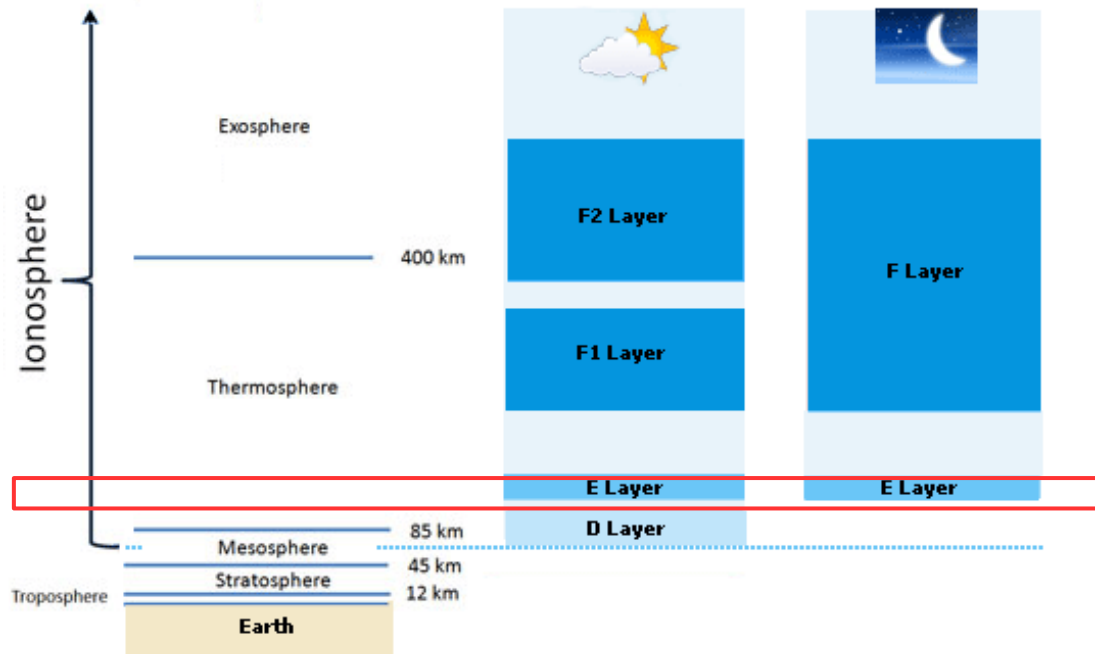 Exosphere
F2 Layer
400 km
F Layer
Ionosphere
F1 Layer
Thermosphere
E Layer
E Layer
85 km
D Layer
Mesosphere
45 km
Stratosphere
12 km
Troposphere
Earth